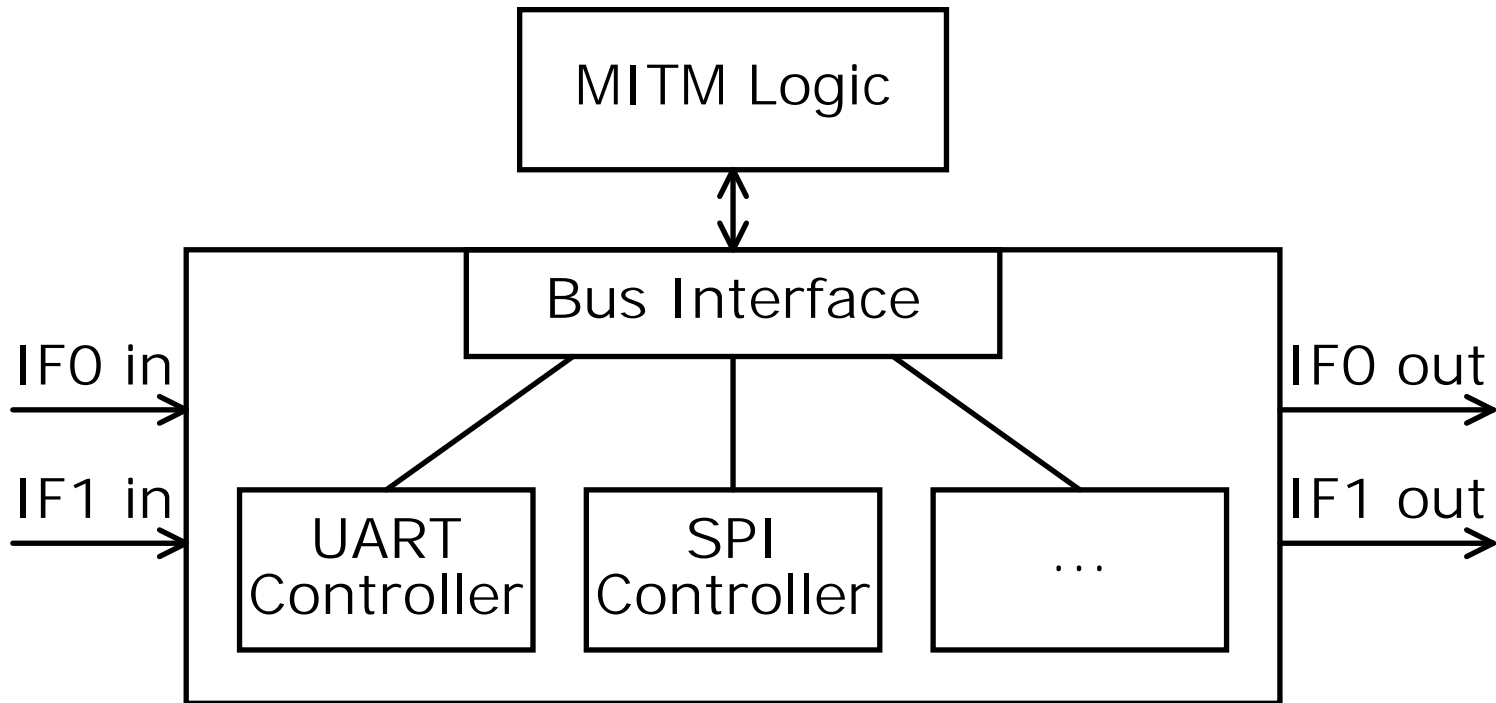 MITM Logic
Bus Interface
IF0 in
IF0 out
IF1 in
IF1 out
UART
Controller
SPI
Controller
...